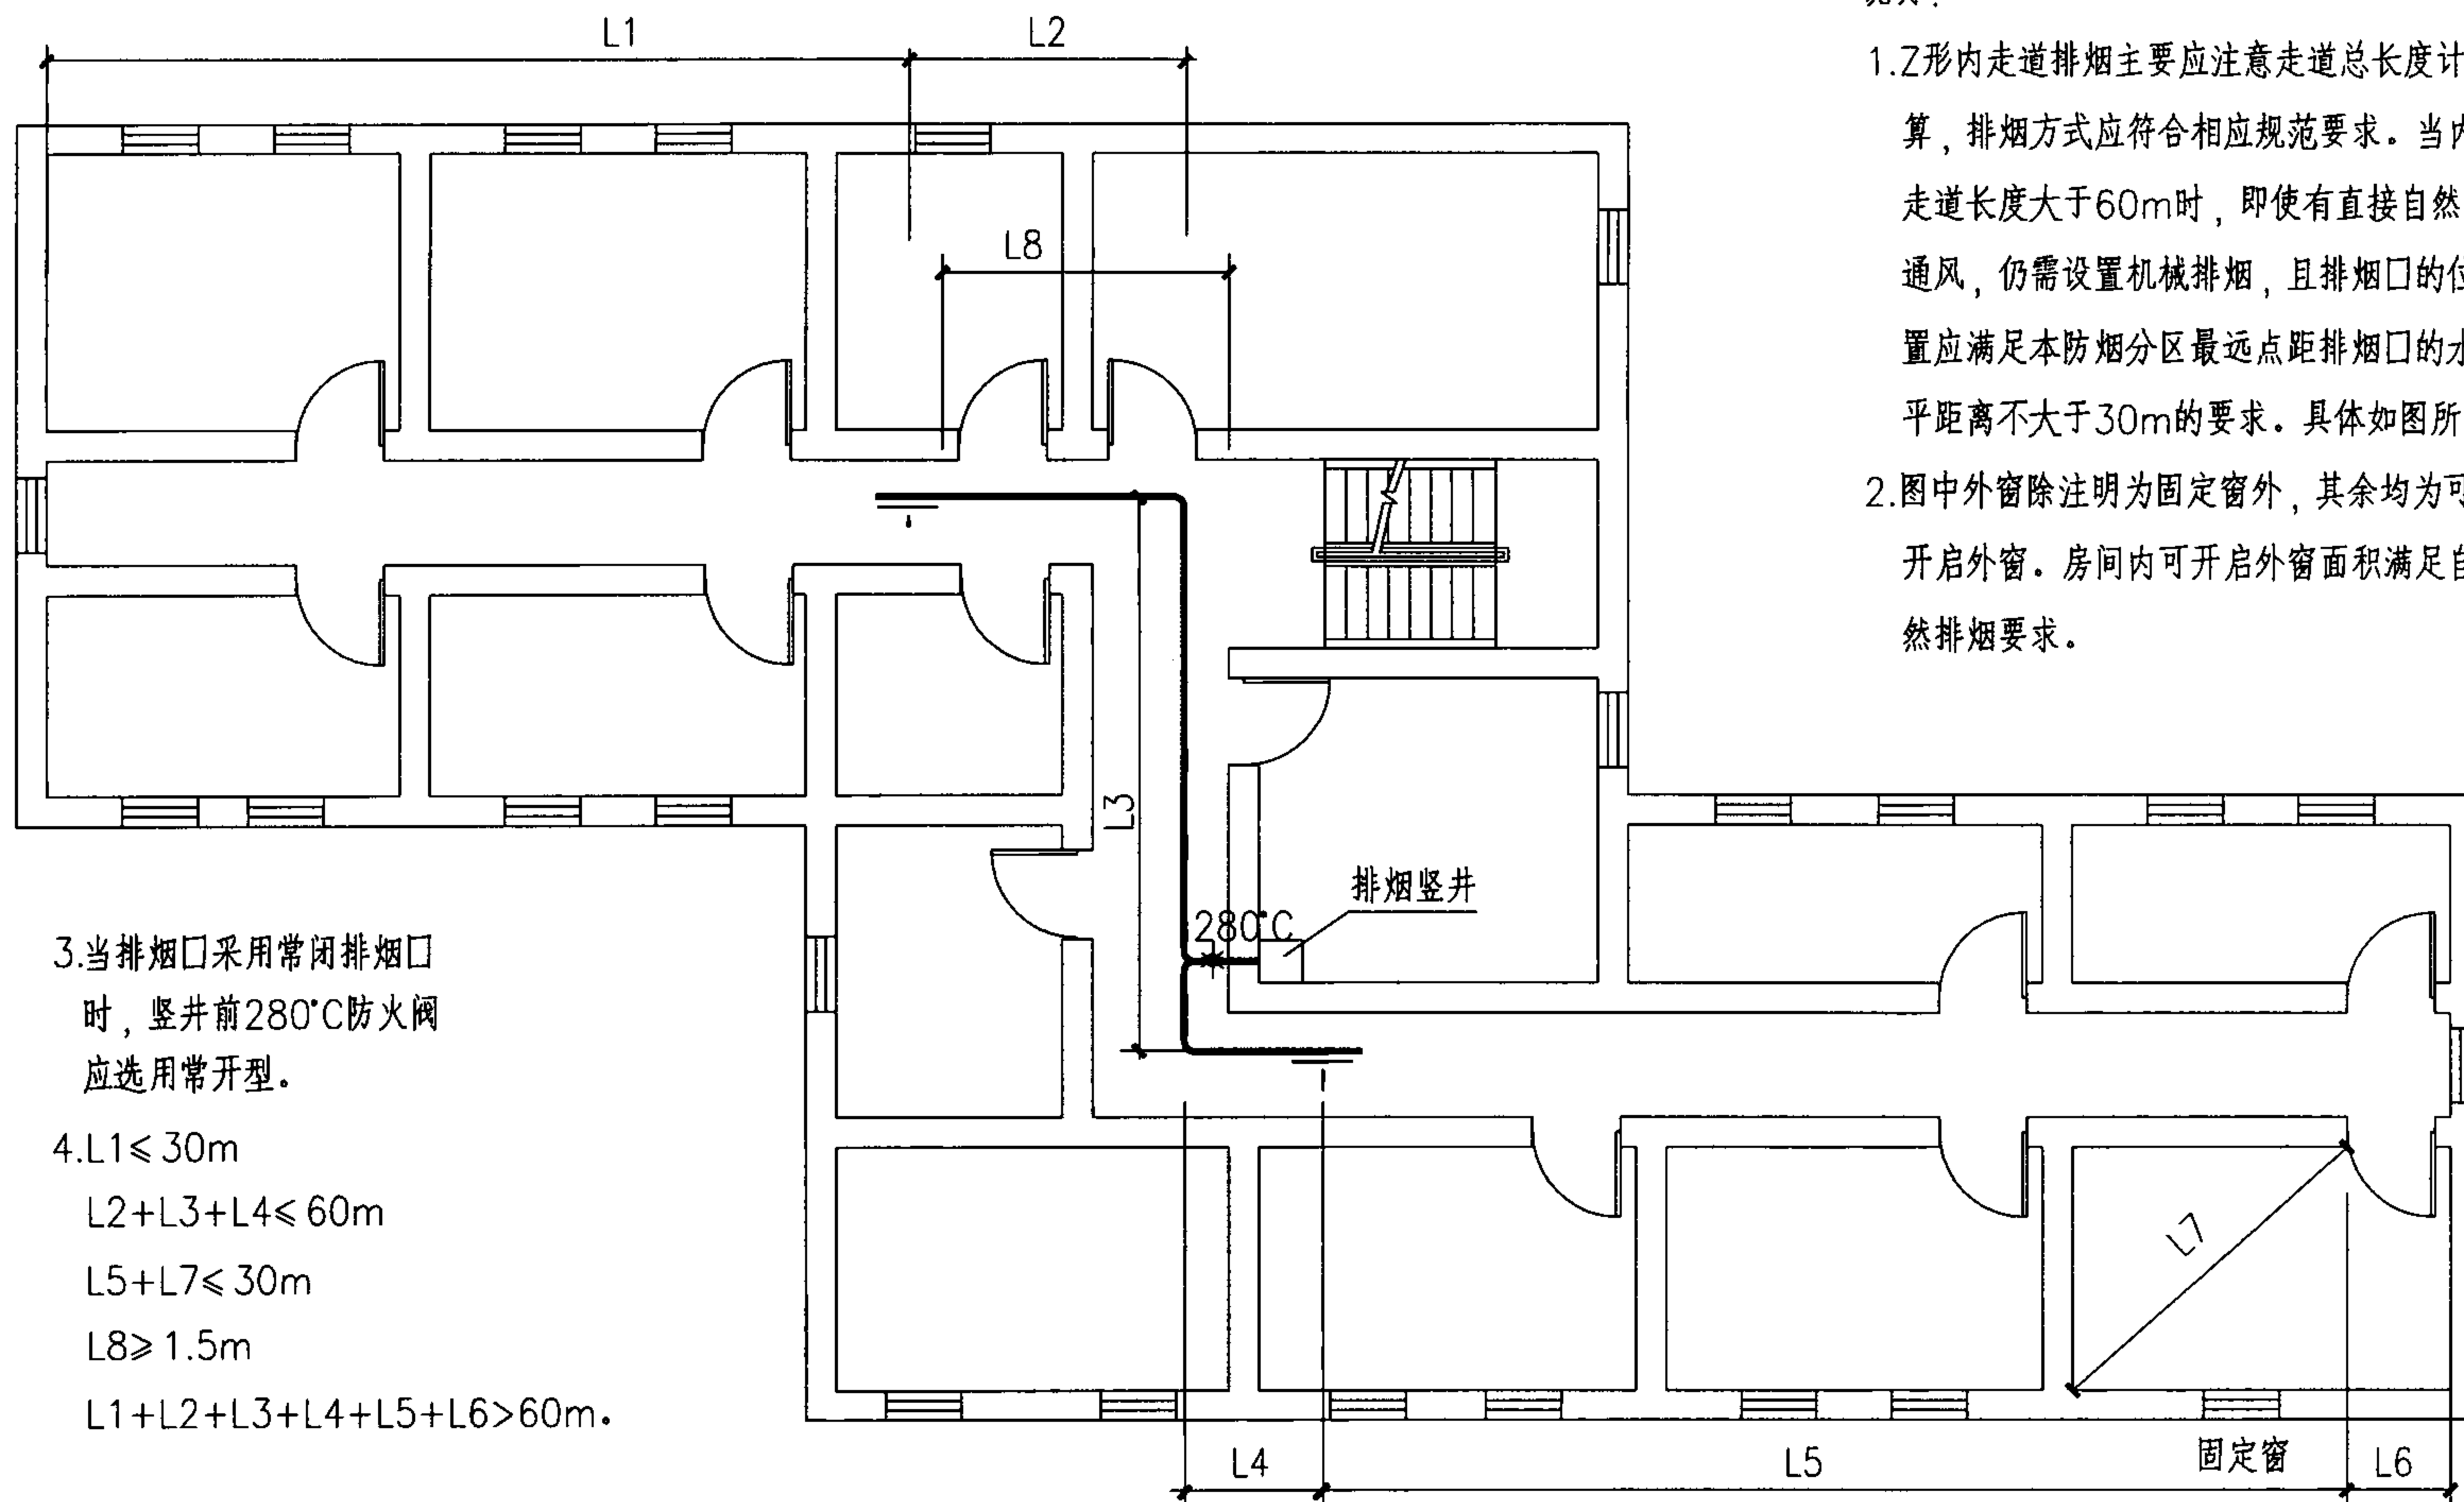 L1
L2
L8
L3
280°C
排烟竖井
L7
L4
L5
固定窗
L6
1.Z形内走道排烟主要应注意走道总长度计
算，排烟方式应符合相应规范要求。当内
走道长度大于60m时，即使有直接自然
通风，仍需设置机械排烟，且排烟口的位
置应满足本防烟分区最远点距排烟口的水
平距离不大于30m的要求。具体如图所
2.图中外窗除注明为固定窗外，其余均为可
开启外窗。房间内可开启外窗面积满足自
然排烟要求。
3.当排烟口采用常闭排烟口
时，竖井前280°C防火阀
应选用常开型。
4.L1≤30m
L2+L3+L4≤60m
L5+L7≤30m
L8≥1.5m
L1+L2+L3+L4+L5+L6>60m。